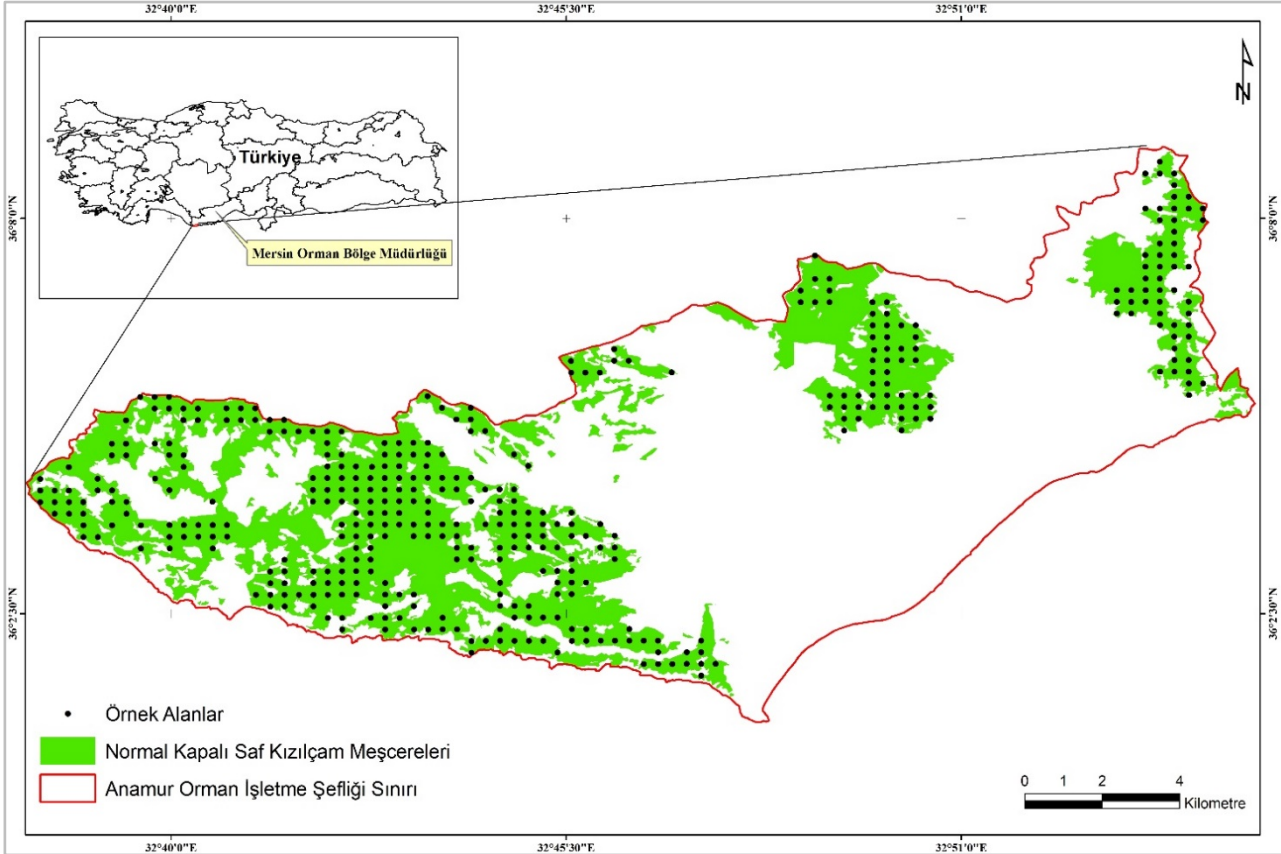 32°40'0"E 32°45'30"E 32°51'0"E
N
Türkiye
Mersin Orman Bölge Müdürlüğü
36°8'0"N 36°8'0"N
36°2'30"N 36°2'30"N
Örnek Alanlar
Normal Kapalı Saf Kızılçam Meşcereleri
Anamur Orman İşletme Şefliği Sınırı
0 1 2 4
Kilometre
32°40'0"E 32°45'30"E 32°51'0"E